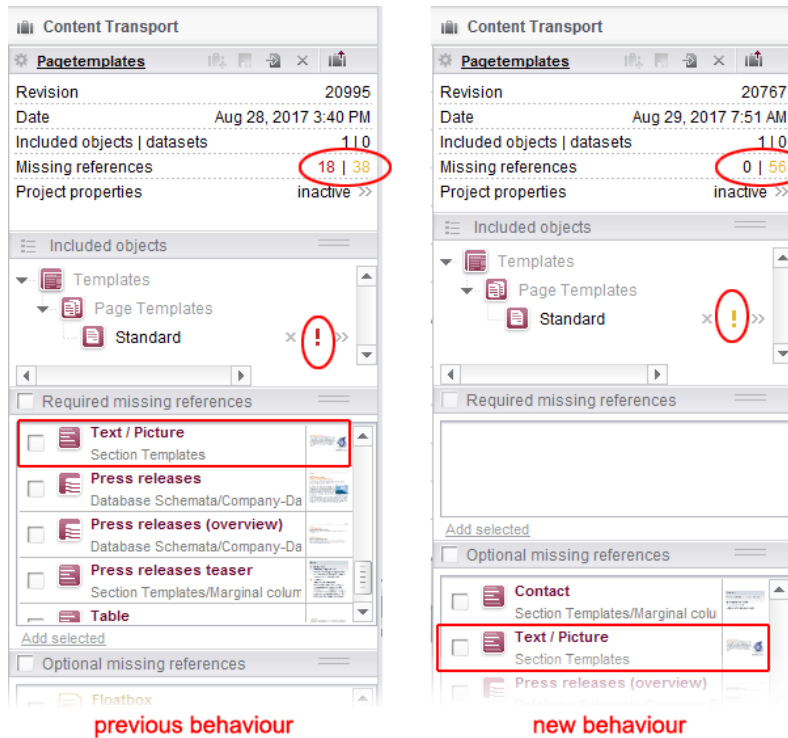 Content Transport
Pagetemplates
Revision 20995
Date Aug 28, 2017 3:40 PM
Included objects | datasets 1 | 0
Missing references 18 | 38
Project properties inactive >>
Included objects
Templates
Page Templates
Standard × ! >>
Required missing references
Text / Picture
Section Templates
Press releases
Database Schemata/Company-Da
Press releases (overview)
Database Schemata/Company-Da
Press releases teaser
Section Templates/Marginal colum
Table
Add selected
Optional missing references
Floatbox
previous behaviour
Content Transport
Pagetemplates
Revision 20767
Date Aug 29, 2017 7:51 AM
Included objects | datasets 1 | 0
Missing references 0 | 56
Project properties inactive >>
Included objects
Templates
Page Templates
Standard × ! >>
Required missing references
Add selected
Optional missing references
Contact
Section Templates/Marginal colu
Text / Picture
Section Templates
Press releases (overview)
new behaviour